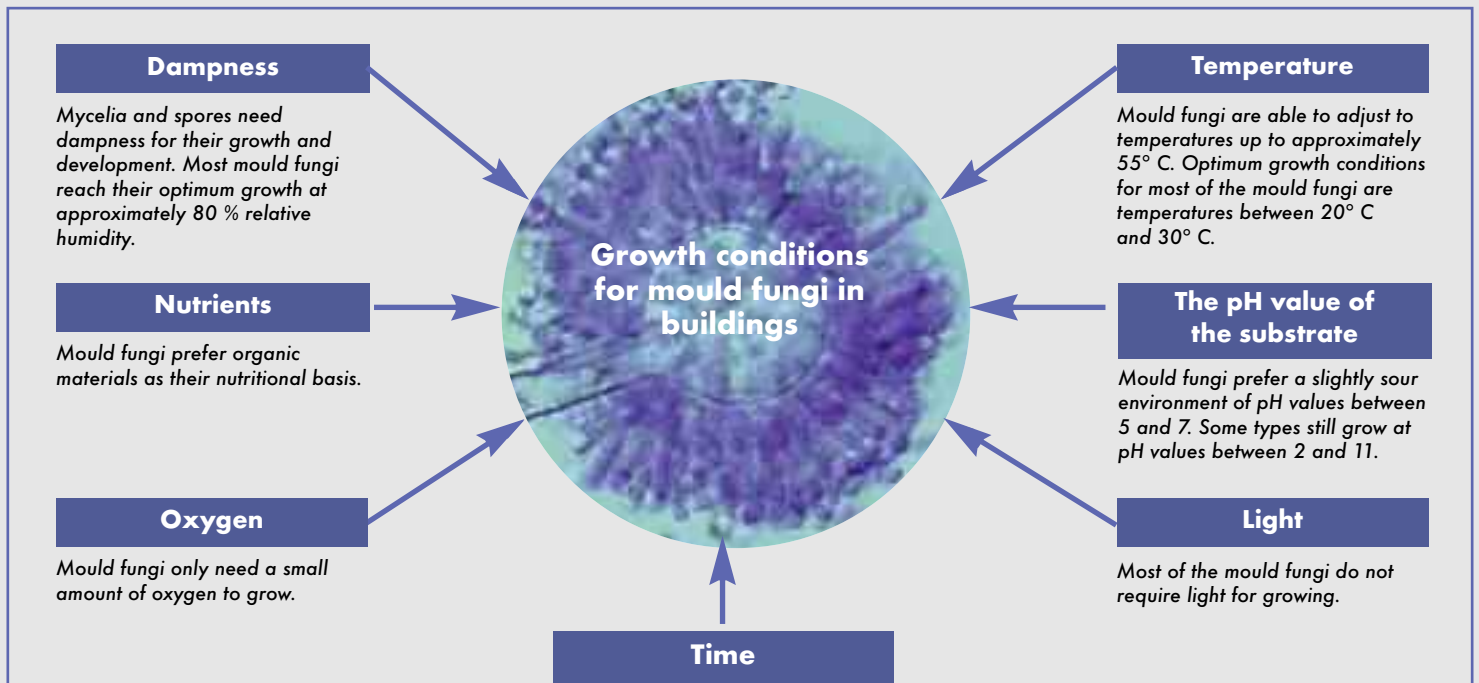 Dampness
Mycelia and spores need
dampness for their growth and
development. Most mould fungi
reach their optimum growth at
approximately 80 % relative
humidity.
Nutrients
Mould fungi prefer organic
materials as their nutritional basis.
Oxygen
Mould fungi only need a small
amount of oxygen to grow.
Growth conditions
for mould fungi in
buildings
Time
Temperature
Mould fungi are able to adjust to
temperatures up to approximately
55° C. Optimum growth conditions
for most of the mould fungi are
temperatures between 20° C
and 30° C.
The pH value of
the substrate
Mould fungi prefer a slightly sour
environment of pH values between
5 and 7. Some types still grow at
pH values between 2 and 11.
Light
Most of the mould fungi do not
require light for growing.